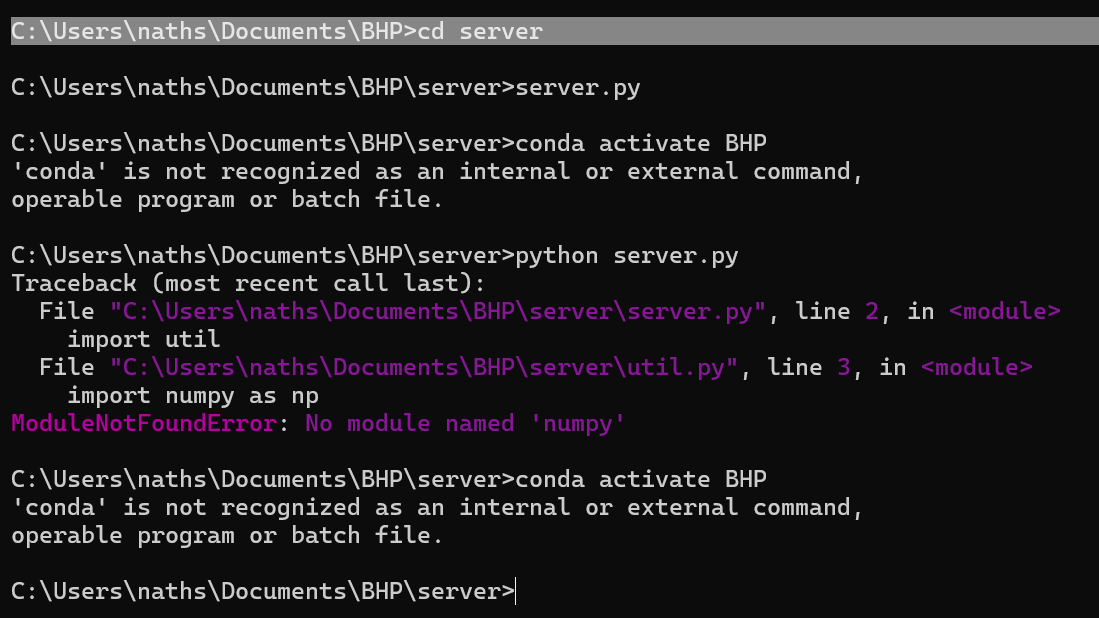 C:\Users\naths\Documents\BHP>cd server
C:\Users\naths\Documents\BHP\server>server.py
C:\Users\naths\Documents\BHP\server>conda activate BHP
'conda' is not recognized as an internal or external command,
operable program or batch file.
C:\Users\naths\Documents\BHP\server>python server.py
Traceback (most recent call last):
  File "C:\Users\naths\Documents\BHP\server\server.py", line 2, in <module>
    import util
  File "C:\Users\naths\Documents\BHP\server\util.py", line 3, in <module>
    import numpy as np
ModuleNotFoundError: No module named 'numpy'
C:\Users\naths\Documents\BHP\server>conda activate BHP
'conda' is not recognized as an internal or external command,
operable program or batch file.
C:\Users\naths\Documents\BHP\server>